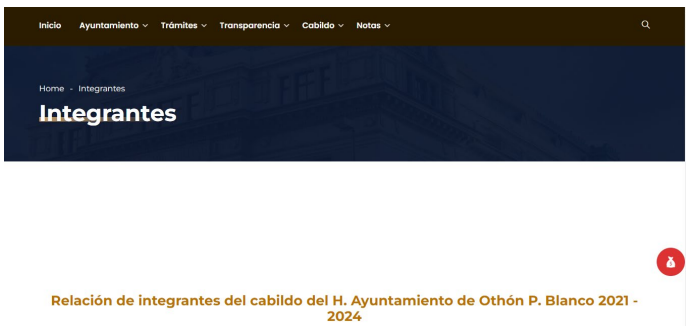 Inicio Ayuntamiento Trámites Transparencia Cabildo Notas
Home - Integrantes
Integrantes
Relación de integrantes del cabildo del H. Ayuntamiento de Othón P. Blanco 2021 -
2024